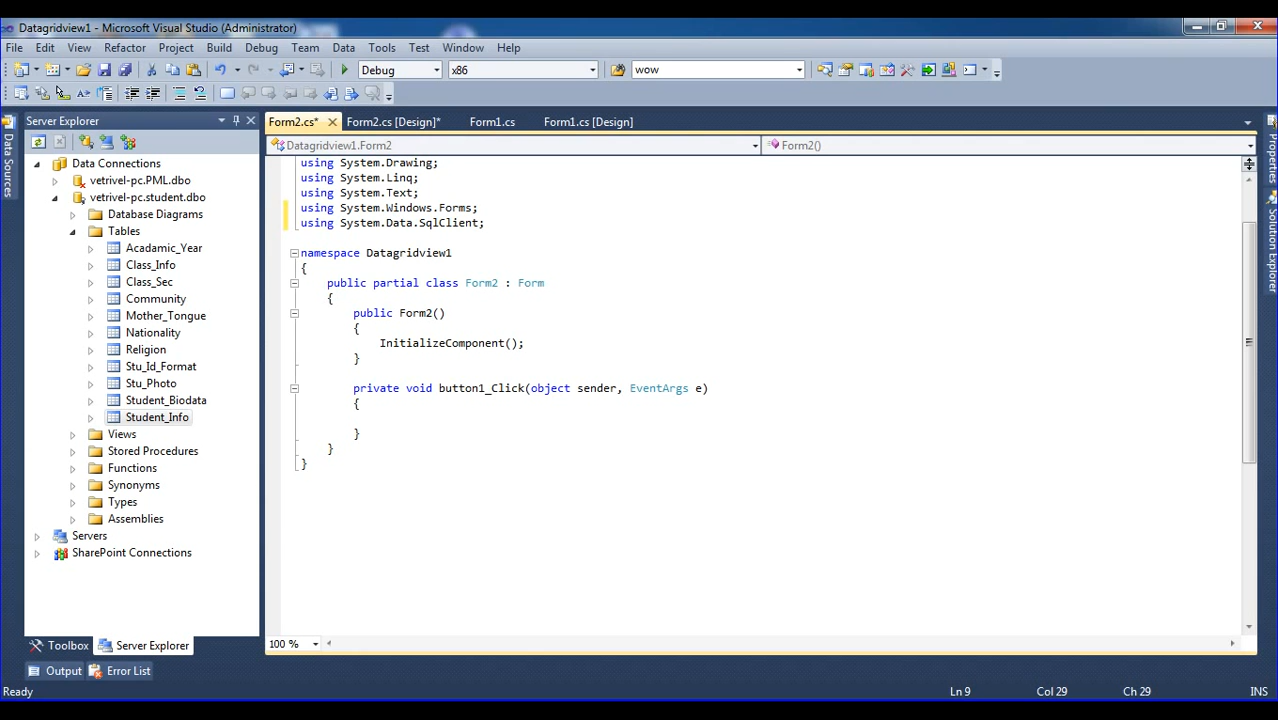 Datagridview1 - Microsoft Visual Studio (Administrator)
File Edit View Refactor Project Build Debug Team Data Tools Test Window Help
Debug x86 wow
Server Explorer
Form2.cs* Form2.cs [Design]* Form1.cs Form1.cs [Design]
Datagridview1.Form2 Form2()
Data Sources
Properties
Solution Explorer
Data Connections
vetrivel-pc.PML.dbo
vetrivel-pc.student.dbo
Database Diagrams
Tables
Acadamic_Year
Class_Info
Class_Sec
Community
Mother_Tongue
Nationality
Religion
Stu_Id_Format
Stu_Photo
Student_Biodata
Student_Info
Views
Stored Procedures
Functions
Synonyms
Types
Assemblies
Servers
SharePoint Connections
using System.Drawing;
using System.Linq;
using System.Text;
using System.Windows.Forms;
using System.Data.SqlClient;
namespace Datagridview1
{
public partial class Form2 : Form
{
public Form2()
{
InitializeComponent();
}
private void button1_Click(object sender, EventArgs e)
{
}
}
}
100 %
Toolbox Server Explorer
Output Error List
Ready Ln 9 Col 29 Ch 29 INS